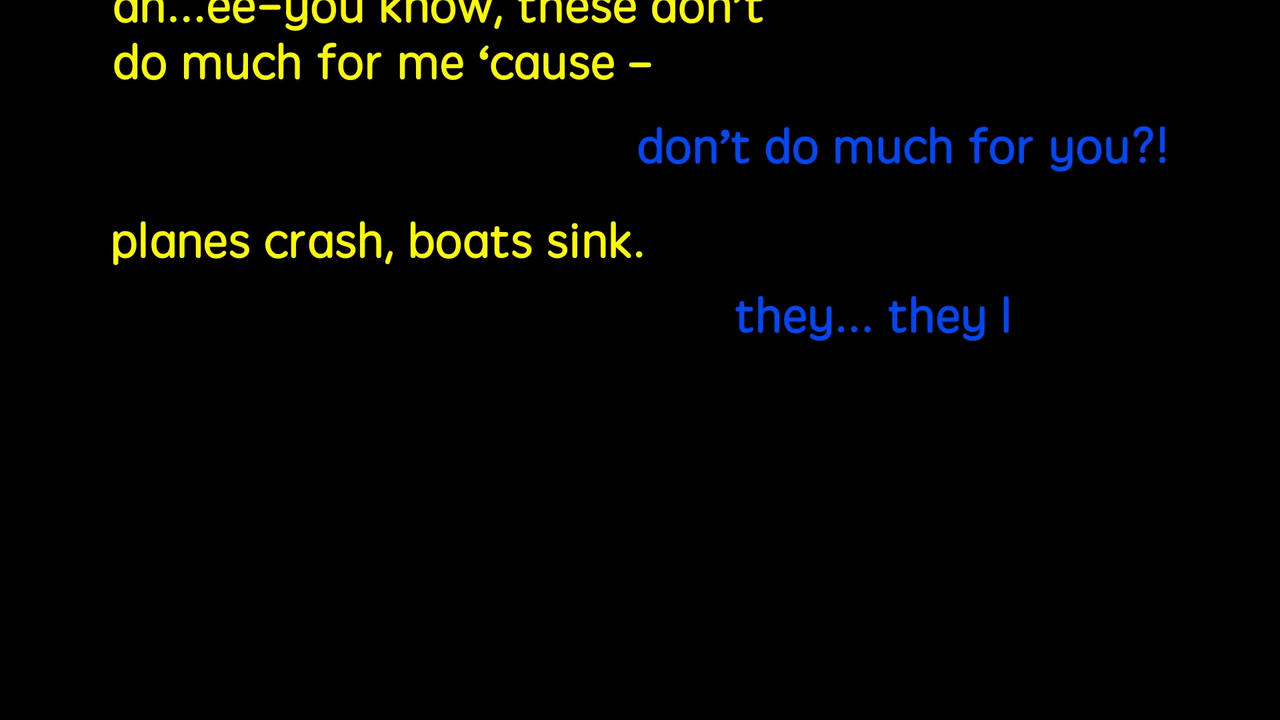 ah...ee–you know, these don’t
do much for me ‘cause –
don’t do much for you?!
planes crash, boats sink.
they... they l